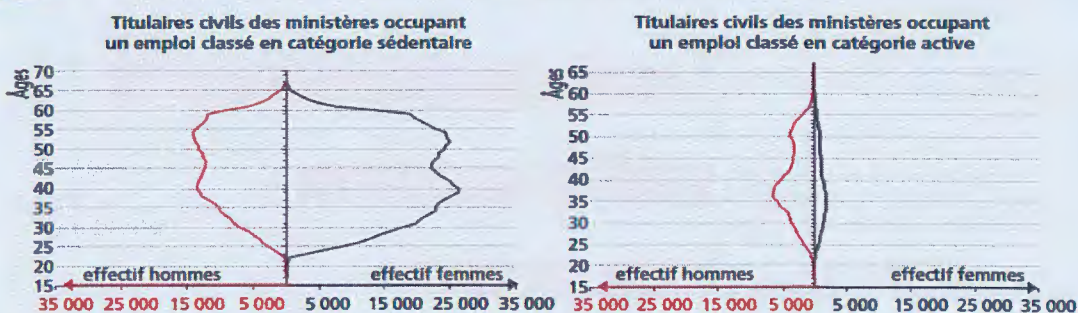 Titulaires civils des ministères occupant
un emploi classé en catégorie sédentaire
Âges
70
65
60
55
50
45
40
35
30
25
20
15
effectif hommes
effectif femmes
35 000 25 000 15 000 5 000 5 000 15 000 25 000 35 000
Titulaires civils des ministères occupant
un emploi classé en catégorie active
Âges
65
60
55
50
45
40
35
30
25
20
15
effectif hommes
effectif femmes
35 000 25 000 15 000 5 000 5 000 15 000 25 000 35 000